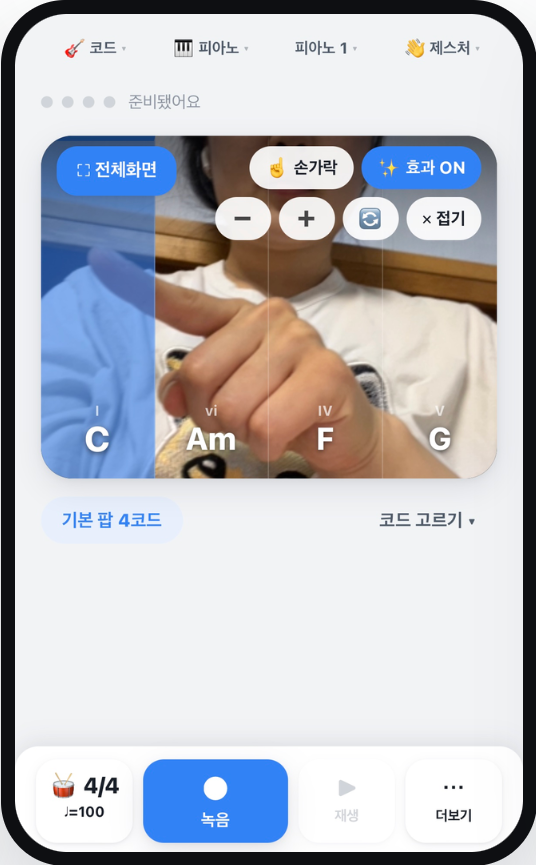 🎸 코드 ▾ 🎹 피아노 ▾ 피아노 1 ▾ 👋 제스처 ▾
준비됐어요
⛶ 전체화면 ☝️ 손가락 ✨ 효과 ON
− + 🔄 × 접기
I vi IV V
C Am F G
기본 팝 4코드 코드 고르기 ▾
🥁 4/4
♩=100 녹음 재생 ⋯ 더보기